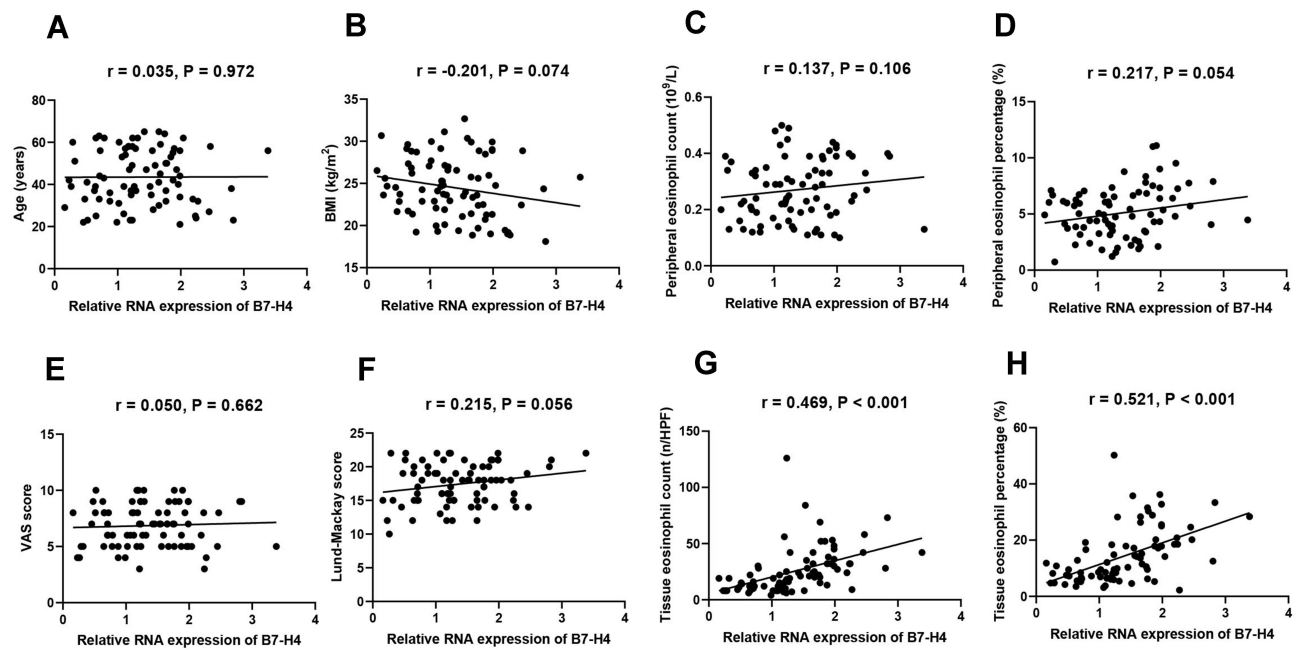 A
r = 0.035, P = 0.972
Age (years)
80
60
40
20
0
0 1 2 3 4
Relative RNA expression of B7-H4
B
r = -0.201, P = 0.074
BMI (kg/m²)
35
30
25
20
15
0 1 2 3 4
Relative RNA expression of B7-H4
C
r = 0.137, P = 0.106
Peripheral eosinophil count (10⁹/L)
0.6
0.4
0.2
0.0
0 1 2 3 4
Relative RNA expression of B7-H4
D
r = 0.217, P = 0.054
Peripheral eosinophil percentage (%)
15
10
5
0
0 1 2 3 4
Relative RNA expression of B7-H4
E
r = 0.050, P = 0.662
VAS score
15
10
5
0
0 1 2 3 4
Relative RNA expression of B7-H4
F
r = 0.215, P = 0.056
Lund-Mackay score
25
20
15
10
5
0
0 1 2 3 4
Relative RNA expression of B7-H4
G
r = 0.469, P < 0.001
Tissue eosinophil count (n/HPF)
150
100
50
0
0 1 2 3 4
Relative RNA expression of B7-H4
H
r = 0.521, P < 0.001
Tissue eosinophil percentage (%)
60
40
20
0
0 1 2 3 4
Relative RNA expression of B7-H4